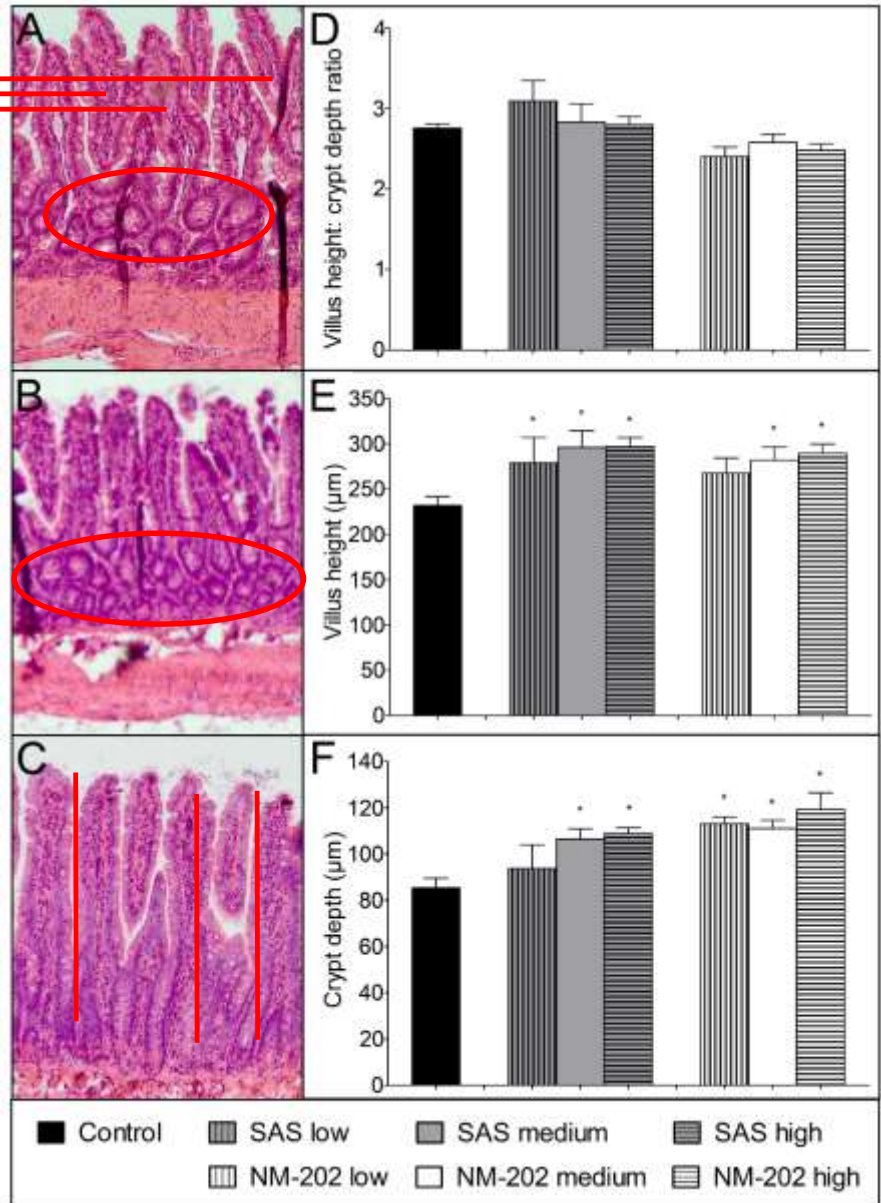 A
B
C
D
Villus height: crypt depth ratio
4
3
2
1
0
E
Villus height (µm)
350
300
250
200
150
100
50
0
* * * * *
F
Crypt depth (µm)
140
120
100
80
60
40
20
0
* * * * *
Control SAS low SAS medium SAS high
NM-202 low NM-202 medium NM-202 high